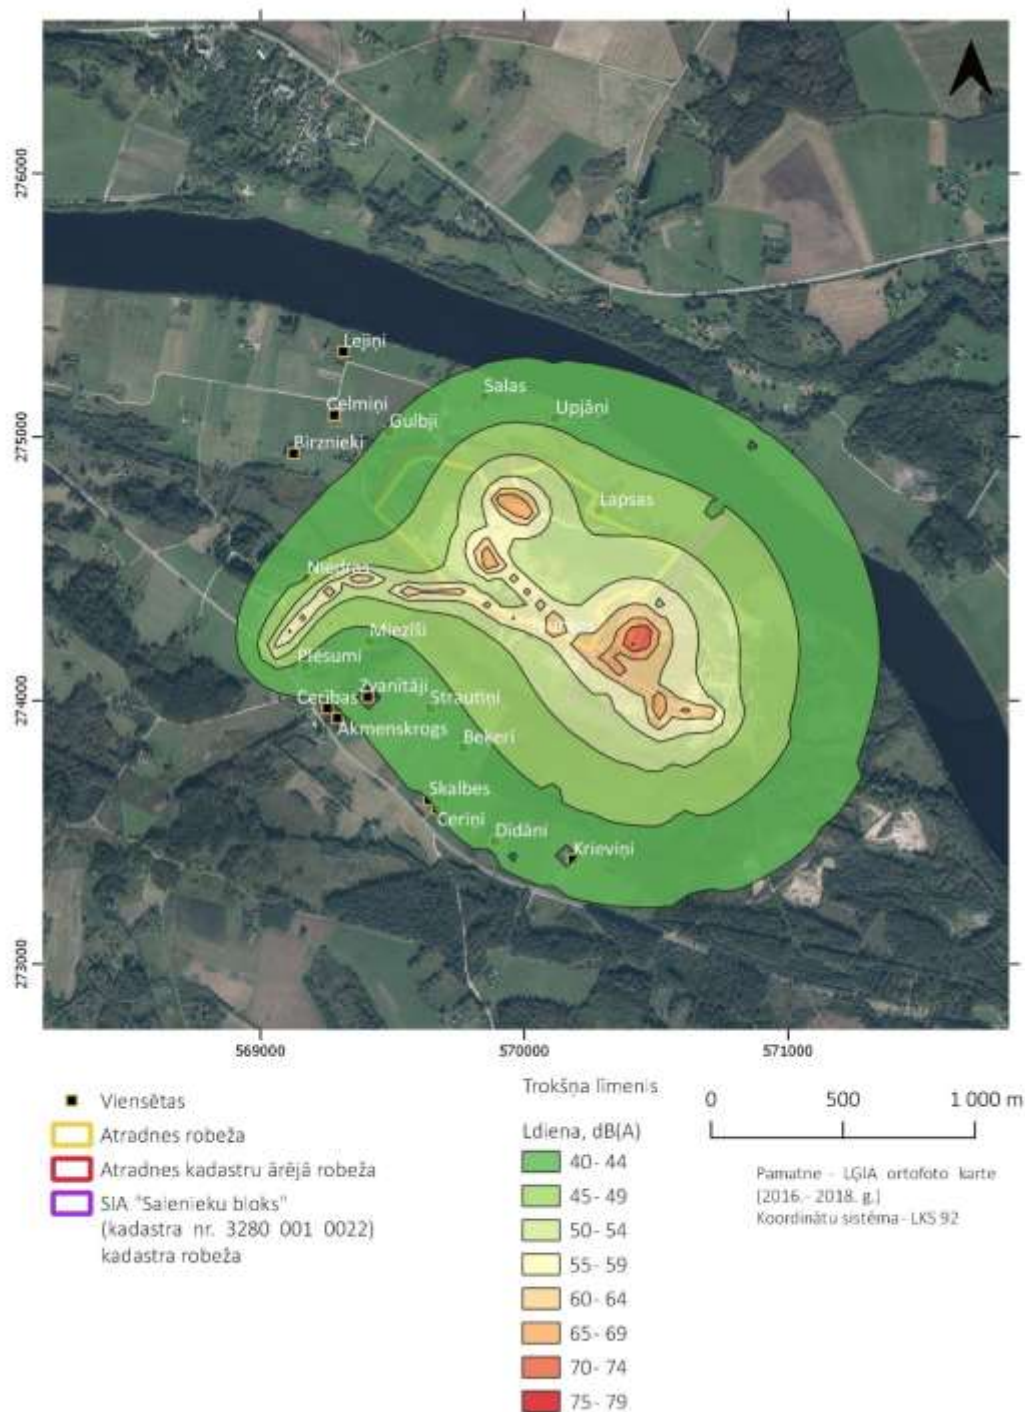 276000
275000
274000
273000
Lejiņi
Celmiņi
Birznieki
Gulbji
Salas
Upjāņi
Lapsas
Niedras
Miezīši
Plēsumi
Zvanītāji
Cerības
Strautiņi
Akmenskrogs
Beķeri
Skalbes
Ceriņi
Didāni
Krieviņi
569000
570000
571000
Viensētas
Atradnes robeža
Atradnes kadastru ārējā robeža
SIA "Salenieku bloks"
(kadastra nr. 3280 001 0022)
kadastra robeža
Trokšņa līmenis
Ldiena, dB(A)
40- 44
45- 49
50- 54
55- 59
60- 64
65- 69
70- 74
75- 79
0 500 1 000 m
Pamatne - LĢIA ortofoto karte
(2016.- 2018. g.)
Koordinātu sistēma - LKS 92